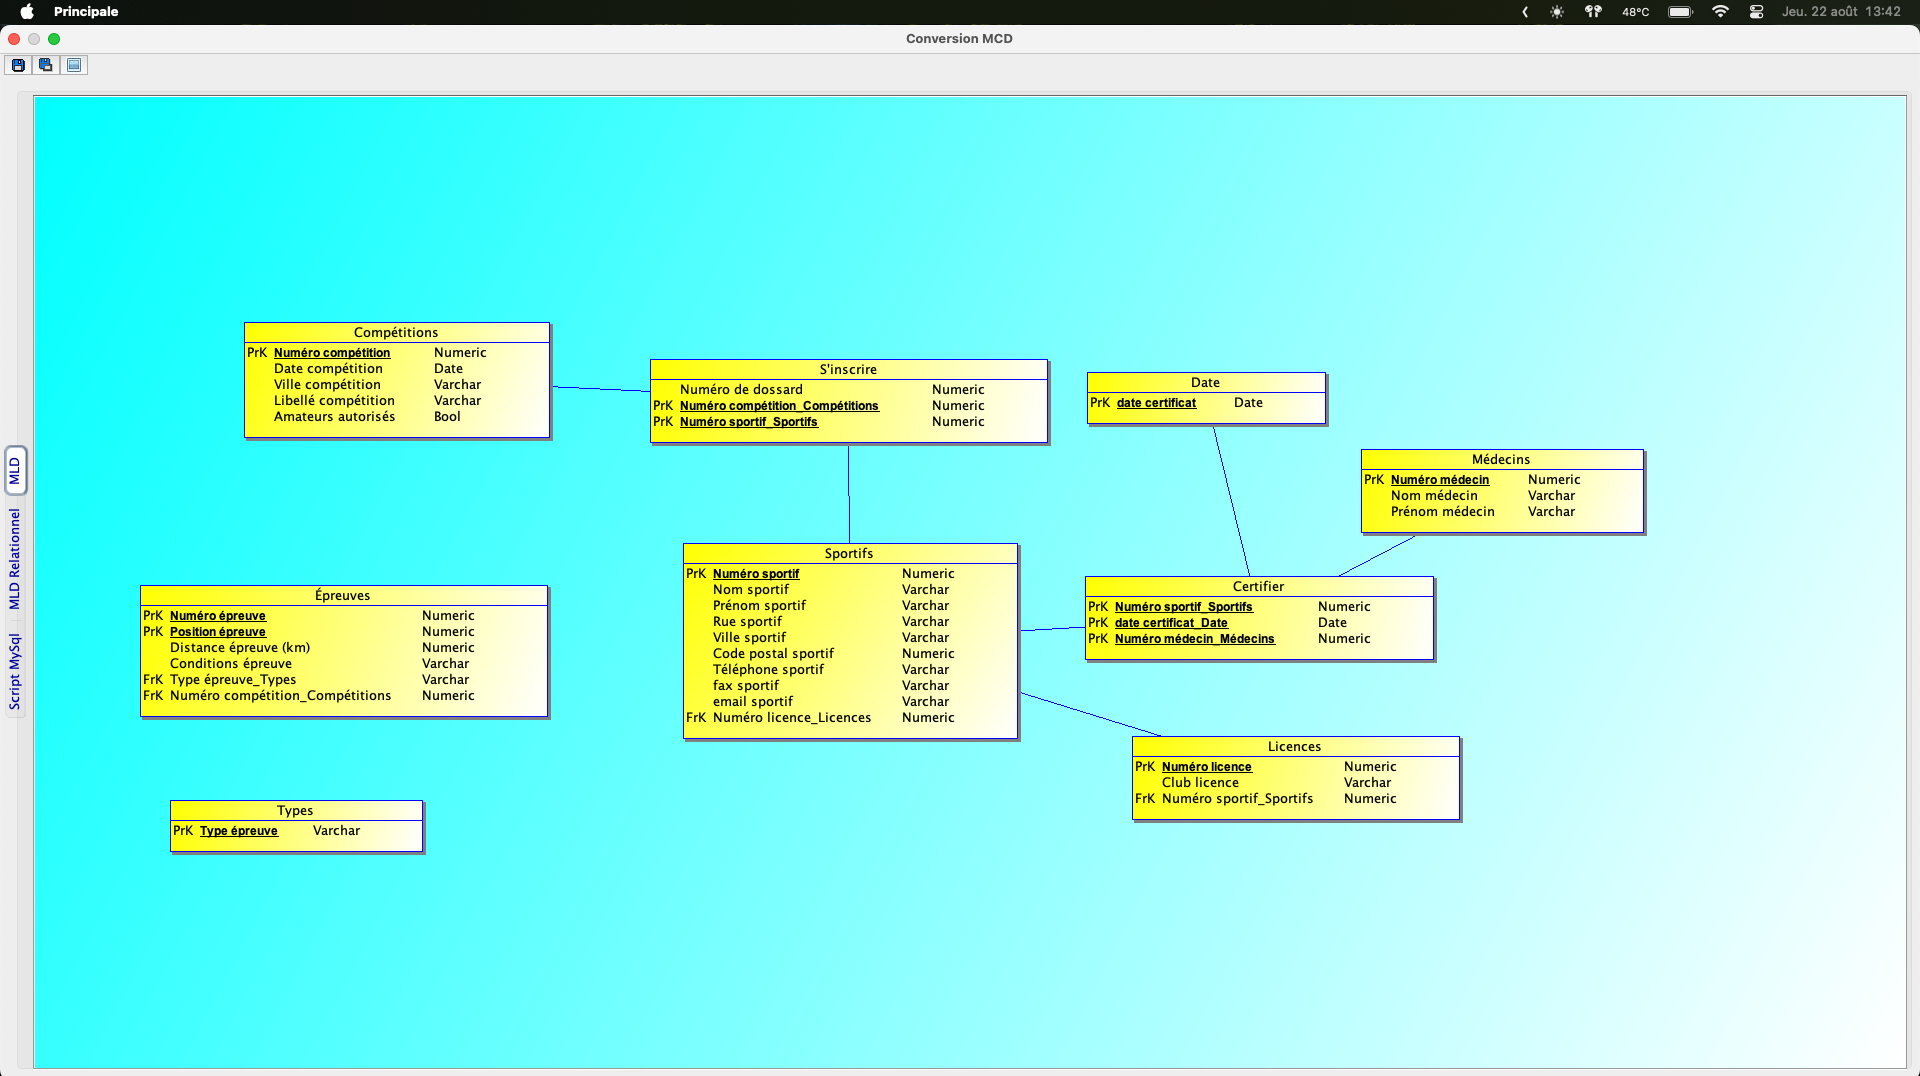 Principale
48°C
Jeu. 22 août 13:42
Conversion MCD
MLD
MLD Relationnel
Script MySql
Compétitions
PrK Numéro compétition Numeric
Date compétition Date
Ville compétition Varchar
Libellé compétition Varchar
Amateurs autorisés Bool
S'inscrire
Numéro de dossard Numeric
PrK Numéro compétition_Compétitions Numeric
PrK Numéro sportif_Sportifs Numeric
Date
PrK date certificat Date
Médecins
PrK Numéro médecin Numeric
Nom médecin Varchar
Prénom médecin Varchar
Épreuves
PrK Numéro épreuve Numeric
PrK Position épreuve Numeric
Distance épreuve (km) Numeric
Conditions épreuve Varchar
FrK Type épreuve_Types Varchar
FrK Numéro compétition_Compétitions Numeric
Sportifs
PrK Numéro sportif Numeric
Nom sportif Varchar
Prénom sportif Varchar
Rue sportif Varchar
Ville sportif Varchar
Code postal sportif Numeric
Téléphone sportif Varchar
fax sportif Varchar
email sportif Varchar
FrK Numéro licence_Licences Numeric
Certifier
PrK Numéro sportif_Sportifs Numeric
PrK date certificat_Date Date
PrK Numéro médecin_Médecins Numeric
Licences
PrK Numéro licence Numeric
Club licence Varchar
FrK Numéro sportif_Sportifs Numeric
Types
PrK Type épreuve Varchar